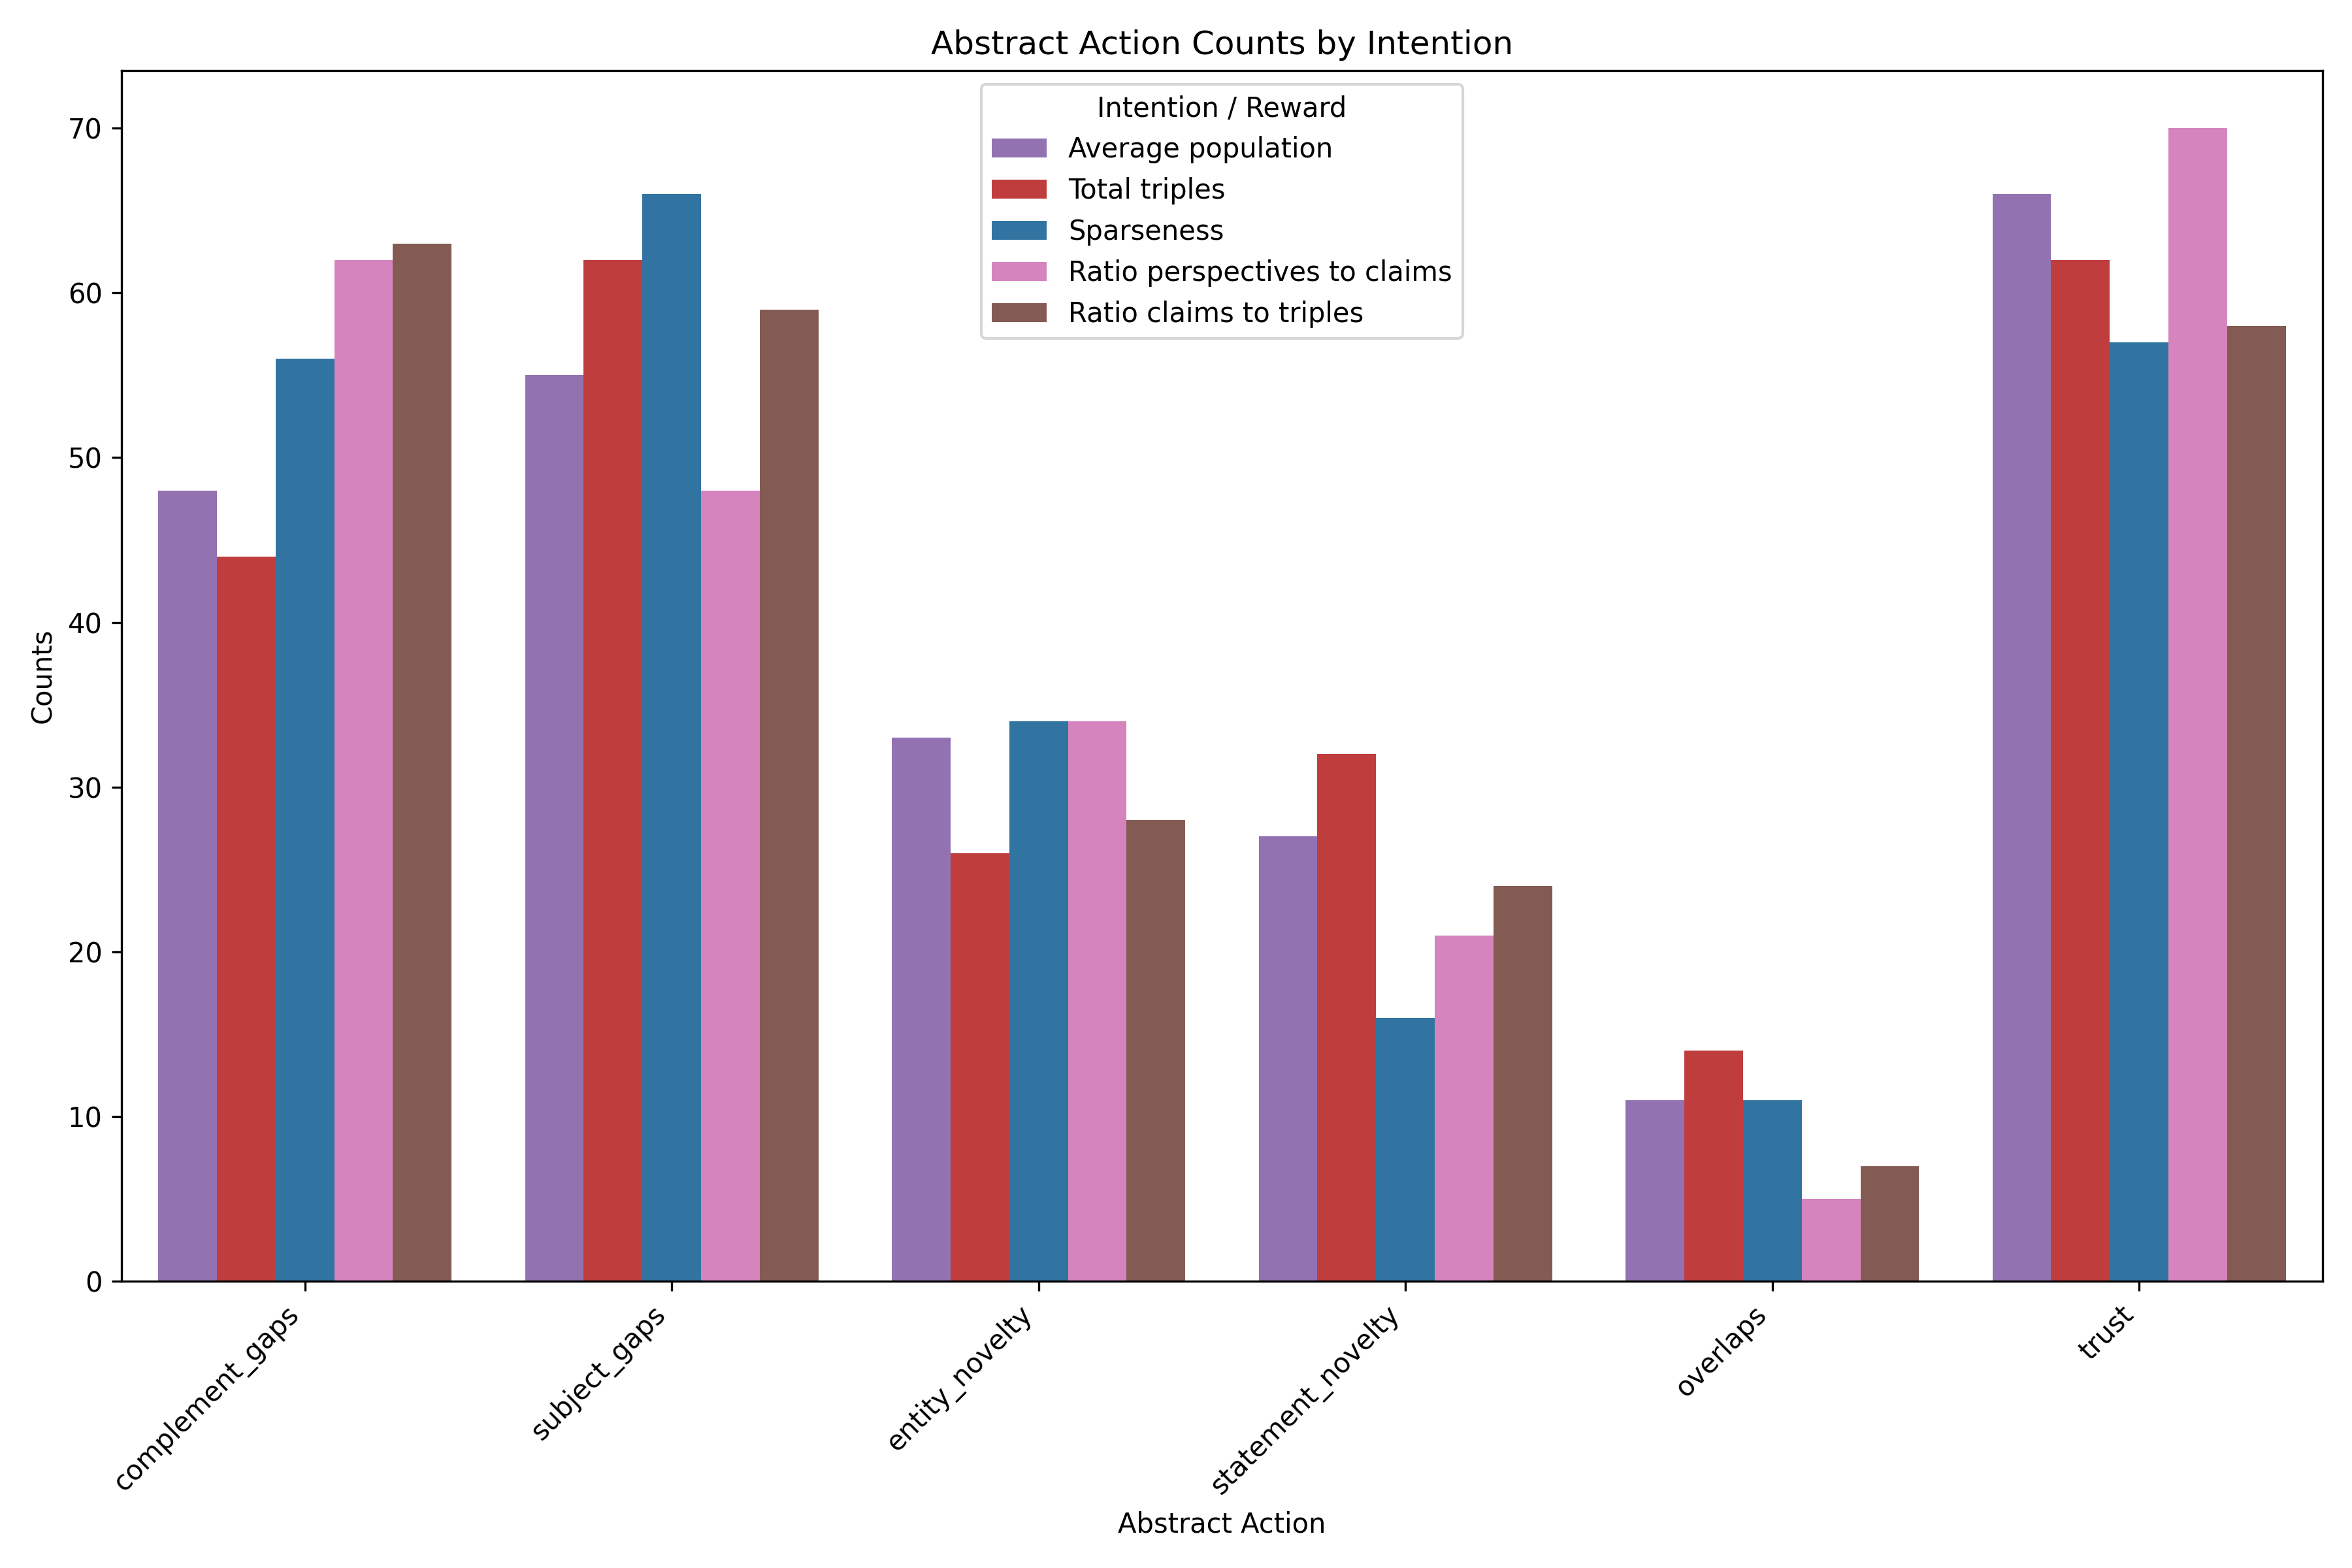 Abstract Action Counts by Intention
Intention / Reward
Average population
Total triples
Sparseness
Ratio perspectives to claims
Ratio claims to triples
Counts
70
60
50
40
30
20
10
0
complement_gaps
subject_gaps
entity_novelty
statement_novelty
overlaps
trust
Abstract Action